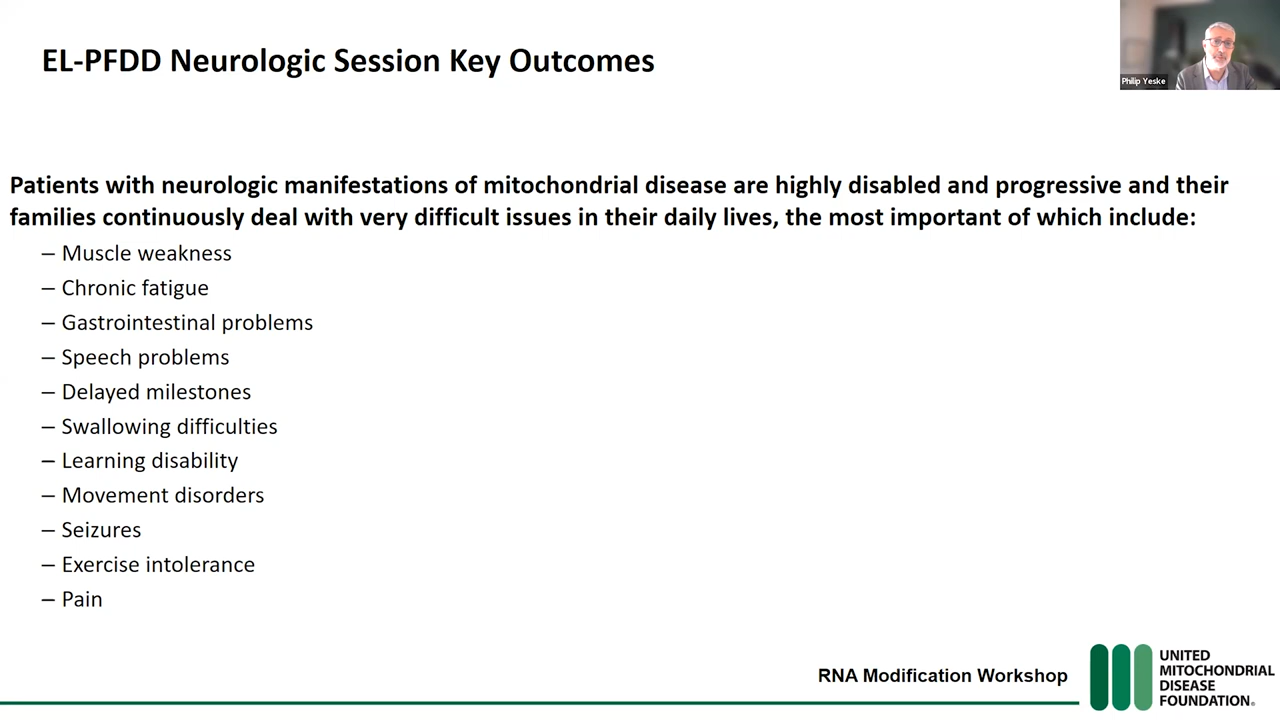 EL-PFDD Neurologic Session Key Outcomes
Philip Yeske
Patients with neurologic manifestations of mitochondrial disease are highly disabled and progressive and their
families continuously deal with very difficult issues in their daily lives, the most important of which include:
– Muscle weakness
– Chronic fatigue
– Gastrointestinal problems
– Speech problems
– Delayed milestones
– Swallowing difficulties
– Learning disability
– Movement disorders
– Seizures
– Exercise intolerance
– Pain
RNA Modification Workshop
UNITED
MITOCHONDRIAL
DISEASE
FOUNDATION®